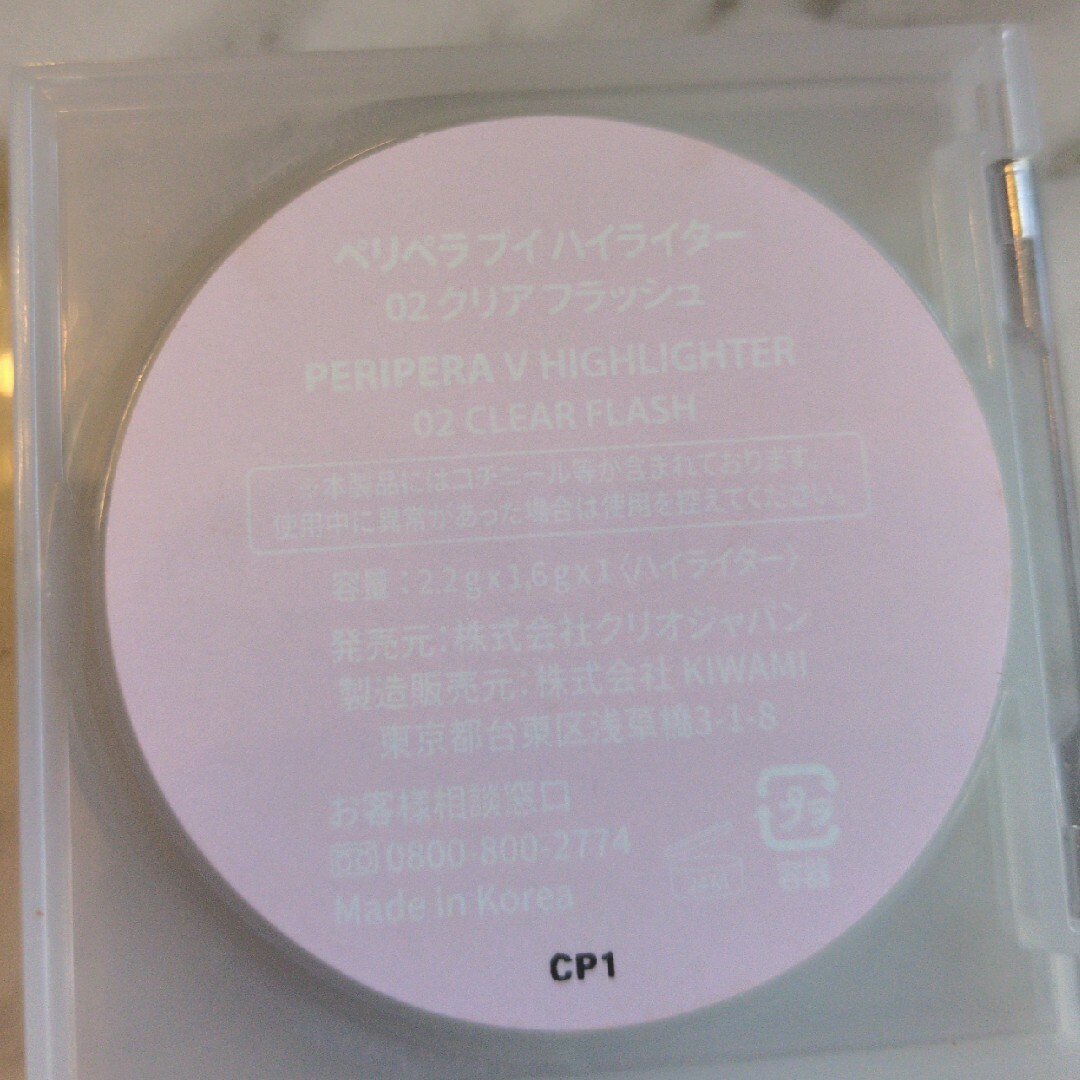 ペリペラ ブイ ハイライター
02 クリア フラッシュ
PERIPERA V HIGHLIGHTER
02 CLEAR FLASH
※本製品にはコチニール等が含まれております。
使用中に異常があった場合は使用を控えてください。
容量：2.2g x 1,6g x 1〈ハイライター〉
発売元：株式会社クリオジャパン
製造販売元：株式会社 KIWAMI
東京都台東区浅草橋3-1-8
お客様相談窓口
0800-800-2774
Made in Korea
プラ
容器
CP1